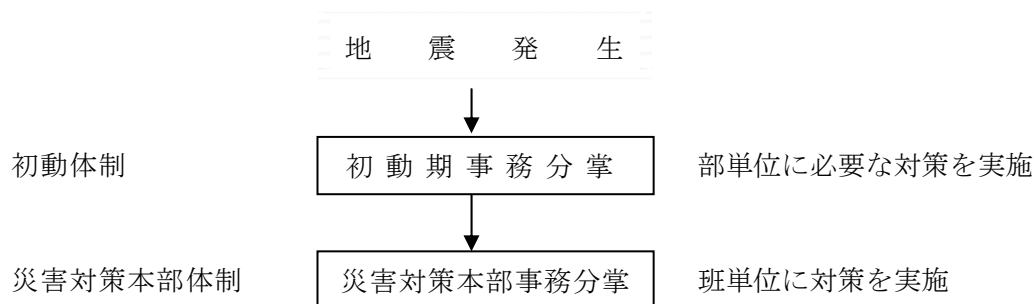 地震発生
初動体制 初動期事務分掌 部単位に必要な対策を実施
災害対策本部体制 災害対策本部事務分掌 班単位に対策を実施